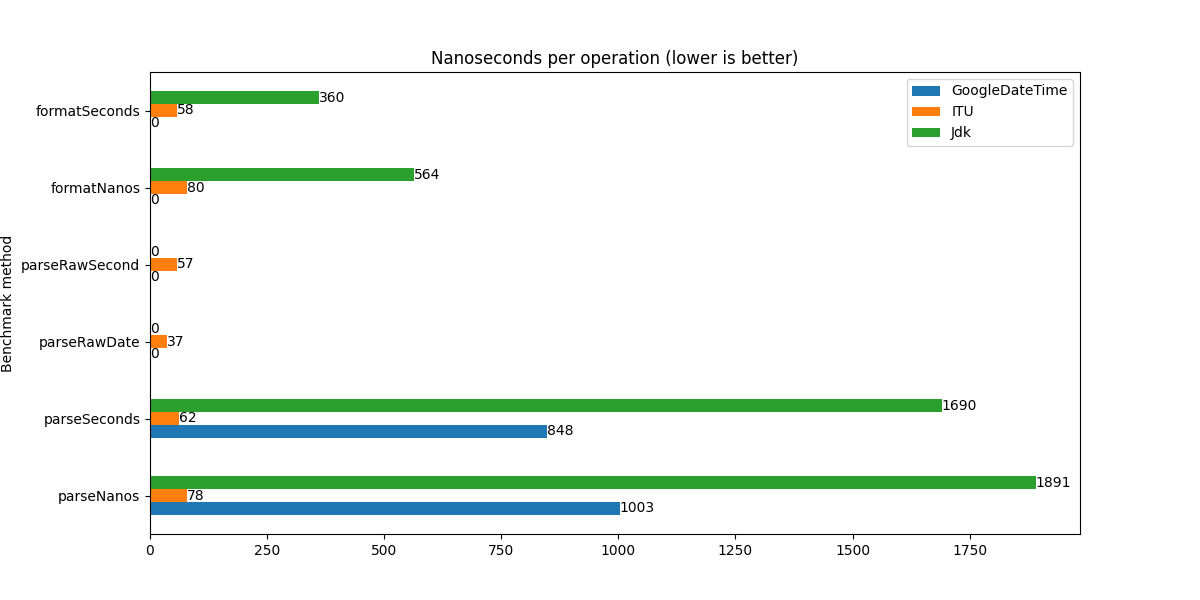 Nanoseconds per operation (lower is better)
GoogleDateTime
ITU
Jdk
Benchmark method
formatSeconds
360
58
0
formatNanos
564
80
0
parseRawSecond
0
57
0
parseRawDate
0
37
0
parseSeconds
1690
62
848
parseNanos
1891
78
1003
0 250 500 750 1000 1250 1500 1750